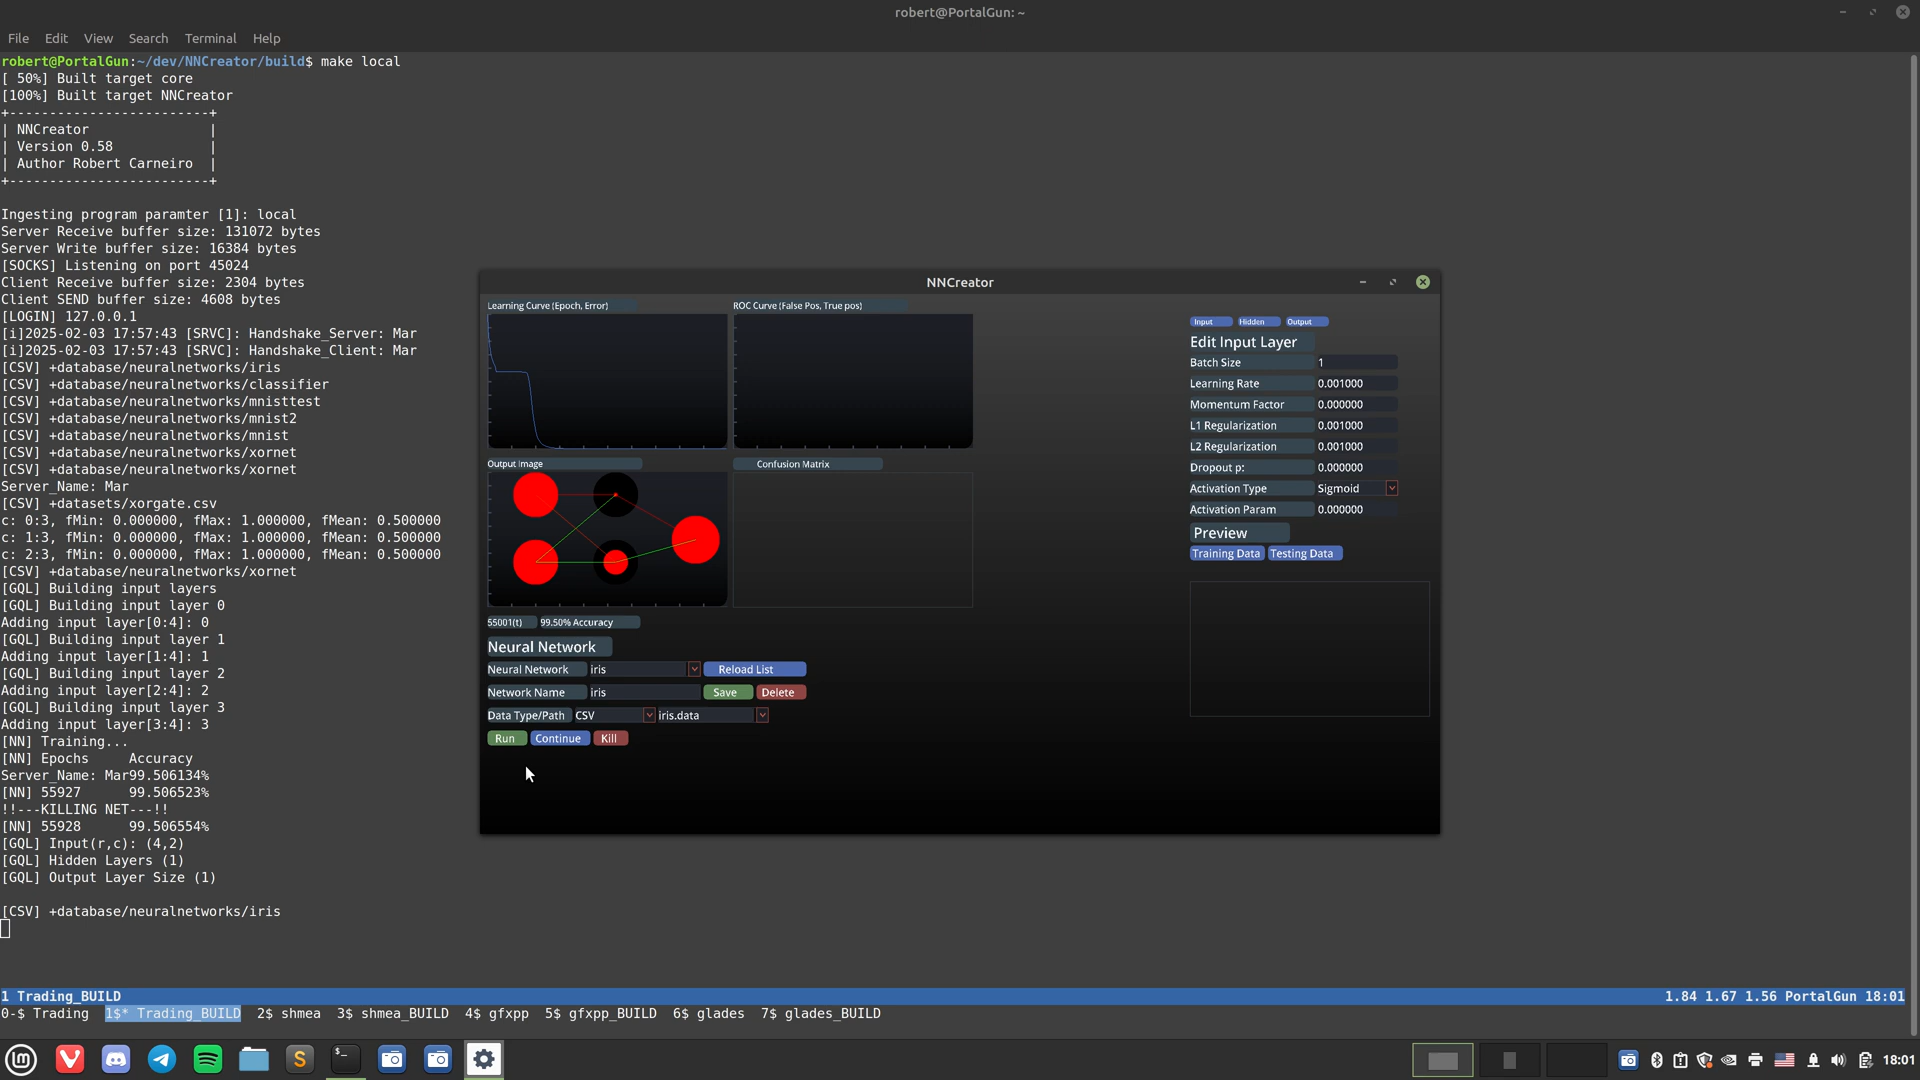 robert@PortalGun: ~
File Edit View Search Terminal Help
robert@PortalGun:~/dev/NNCreator/build$ make local
[ 50%] Built target core
[100%] Built target NNCreator
+-------------------------+
| NNCreator |
| Version 0.58 |
| Author Robert Carneiro |
+-------------------------+
Ingesting program paramter [1]: local
Server Receive buffer size: 131072 bytes
Server Write buffer size: 16384 bytes
[SOCKS] Listening on port 45024
Client Receive buffer size: 2304 bytes
Client SEND buffer size: 4608 bytes
[LOGIN] 127.0.0.1
[i]2025-02-03 17:57:43 [SRVC]: Handshake_Server: Mar
[i]2025-02-03 17:57:43 [SRVC]: Handshake_Client: Mar
[CSV] +database/neuralnetworks/iris
[CSV] +database/neuralnetworks/classifier
[CSV] +database/neuralnetworks/mnisttest
[CSV] +database/neuralnetworks/mnist2
[CSV] +database/neuralnetworks/mnist
[CSV] +database/neuralnetworks/xornet
[CSV] +database/neuralnetworks/xornet
Server_Name: Mar
[CSV] +datasets/xorgate.csv
c: 0:3, fMin: 0.000000, fMax: 1.000000, fMean: 0.500000
c: 1:3, fMin: 0.000000, fMax: 1.000000, fMean: 0.500000
c: 2:3, fMin: 0.000000, fMax: 1.000000, fMean: 0.500000
[CSV] +database/neuralnetworks/xornet
[GQL] Building input layers
[GQL] Building input layer 0
Adding input layer[0:4]: 0
[GQL] Building input layer 1
Adding input layer[1:4]: 1
[GQL] Building input layer 2
Adding input layer[2:4]: 2
[GQL] Building input layer 3
Adding input layer[3:4]: 3
[NN] Training...
[NN] Epochs Accuracy
Server_Name: Mar99.506134%
[NN] 55927 99.506523%
!!---KILLING NET---!!
[NN] 55928 99.506554%
[GQL] Input(r,c): (4,2)
[GQL] Hidden Layers (1)
[GQL] Output Layer Size (1)
[CSV] +database/neuralnetworks/iris
NNCreator
Learning Curve (Epoch, Error) ROC Curve (False Pos, True pos)
Output Image Confusion Matrix
55001(t) 99.50% Accuracy
Neural Network
Neural Network iris Reload List
Network Name iris Save Delete
Data Type/Path CSV iris.data
Run Continue Kill
Input Hidden Output
Edit Input Layer
Batch Size 1
Learning Rate 0.001000
Momentum Factor 0.000000
L1 Regularization 0.001000
L2 Regularization 0.001000
Dropout p: 0.000000
Activation Type Sigmoid
Activation Param 0.000000
Preview
Training Data Testing Data
1 Trading_BUILD 1.84 1.67 1.56 PortalGun 18:01
0-$ Trading 1$* Trading_BUILD 2$ shmea 3$ shmea_BUILD 4$ gfxpp 5$ gfxpp_BUILD 6$ glades 7$ glades_BUILD
18:01